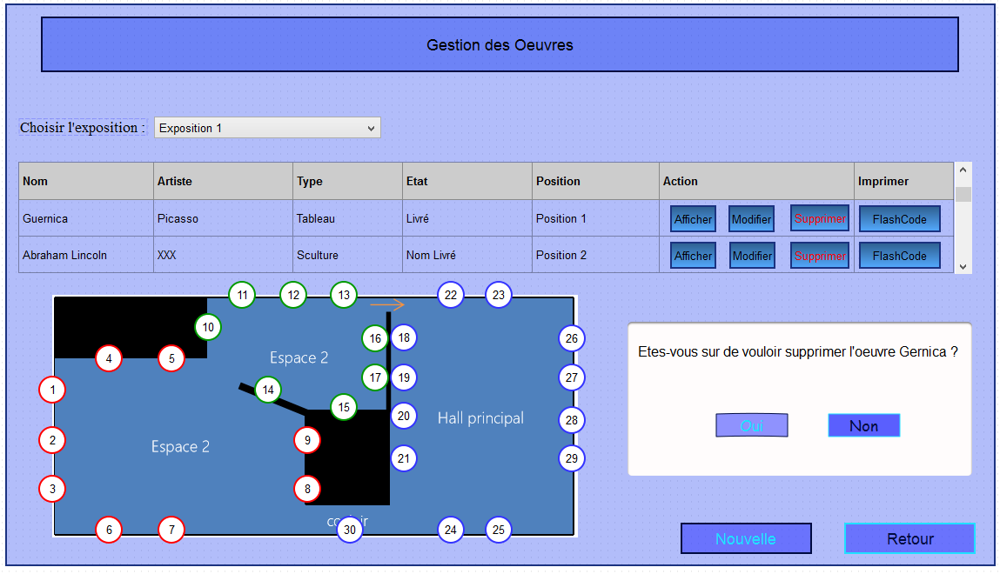 Gestion des Oeuvres
Choisir l'exposition : Exposition 1
Nom Artiste Type Etat Position Action Imprimer
Guernica Picasso Tableau Livré Position 1 Afficher Modifier Supprimer FlashCode
Abraham Lincoln XXX Sculture Nom Livré Position 2 Afficher Modifier Supprimer FlashCode
11 12 13 22 23
10
16 18 26
4 5
Espace 2
Etes-vous sur de vouloir supprimer l'oeuvre Gernica ?
17 19 27
1 14
15
20 Hall principal 28
Oui Non
2 9
Espace 2
21 29
3 8
6 7 30 24 25
Nouvelle Retour